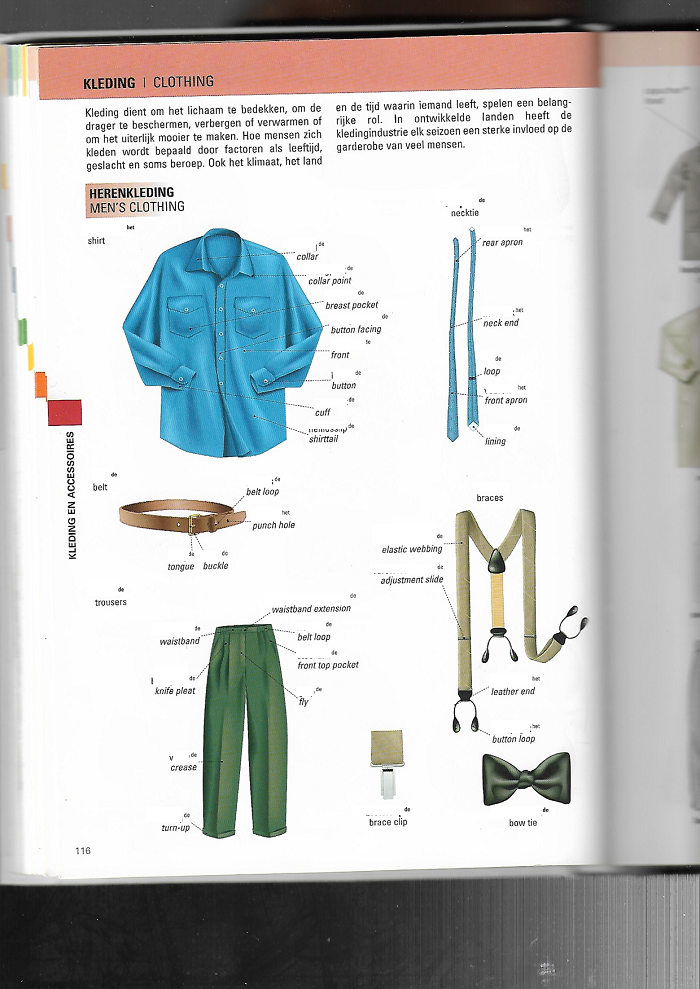 KLEDING | CLOTHING
Kleding dient om het lichaam te bedekken, om de
drager te beschermen, verbergen of verwarmen of
om het uiterlijk mooier te maken. Hoe mensen zich
kleden wordt bepaald door factoren als leeftijd,
geslacht en soms beroep. Ook het klimaat, het land
en de tijd waarin iemand leeft, spelen een belang-
rijke rol. In ontwikkelde landen heeft de
kledingindustrie elk seizoen een sterke invloed op de
garderobe van veel mensen.
HERENKLEDING
MEN'S CLOTHING
het
shirt
de
collar
de
collar point
de
breast pocket
de
button facing
front
de
button
de
cuff
de
shirttail
de
necktie
het
rear apron
het
neck end
de
loop
het
front apron
de
lining
de
belt
de
belt loop
het
punch hole
de
tongue
de
buckle
braces
de
elastic webbing
de
adjustment slide
het
leather end
het
button loop
de
trousers
waistband extension
de
waistband
de
belt loop
de
front top pocket
de
knife pleat
de
fly
de
crease
de
turn-up
de
brace clip
de
bow tie
KLEDING EN ACCESSOIRES
116